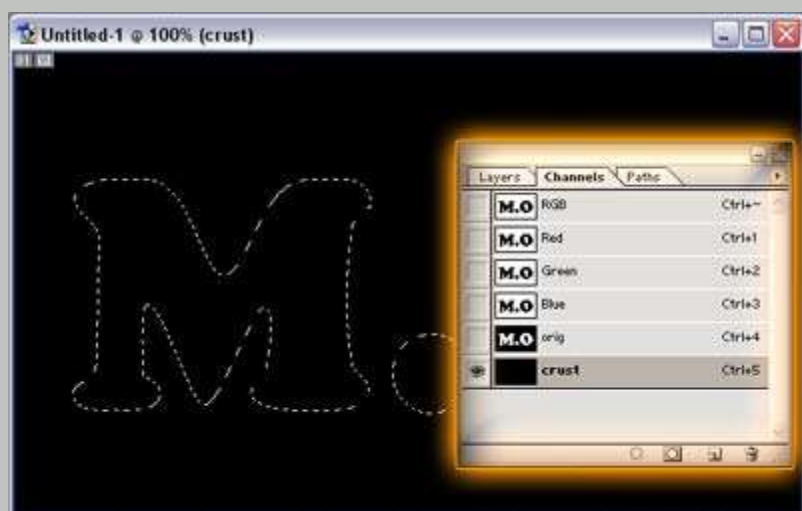 Untitled-1 @ 100% (crust)
Layers Channels Paths
M.O RGB Ctrl+~
M.O Red Ctrl+1
M.O Green Ctrl+2
M.O Blue Ctrl+3
M.O orig Ctrl+4
crust Ctrl+5
M.